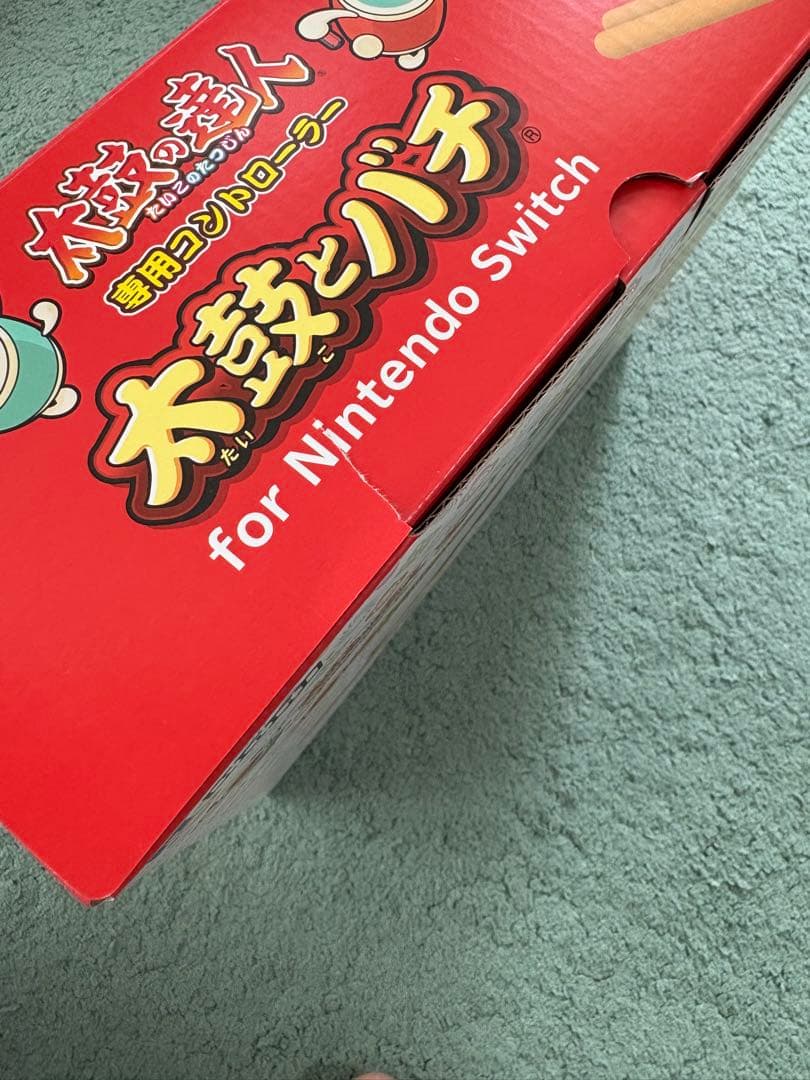 太鼓の達人
たいこのたつじん
専用コントローラー
太鼓とバチ®
たいこ
for Nintendo Switch